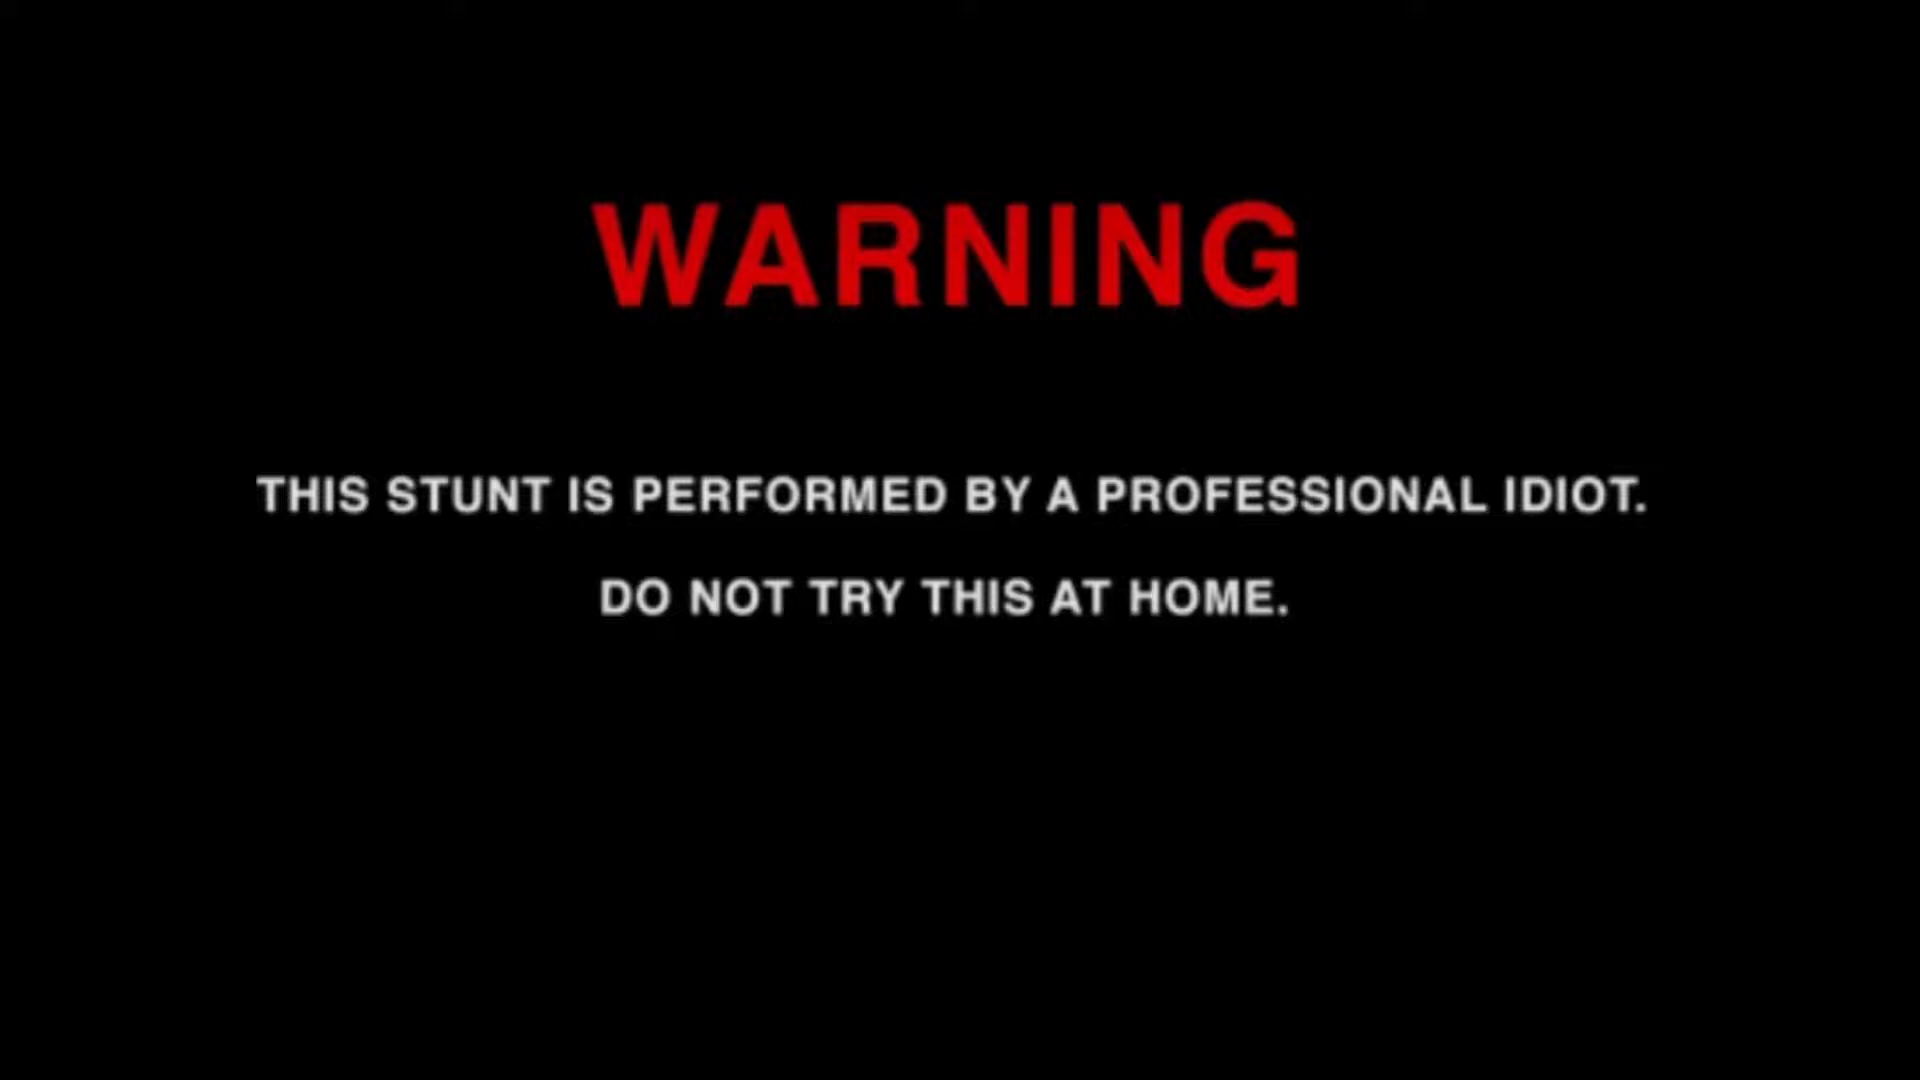 WARNING
THIS STUNT IS PERFORMED BY A PROFESSIONAL IDIOT.
DO NOT TRY THIS AT HOME.